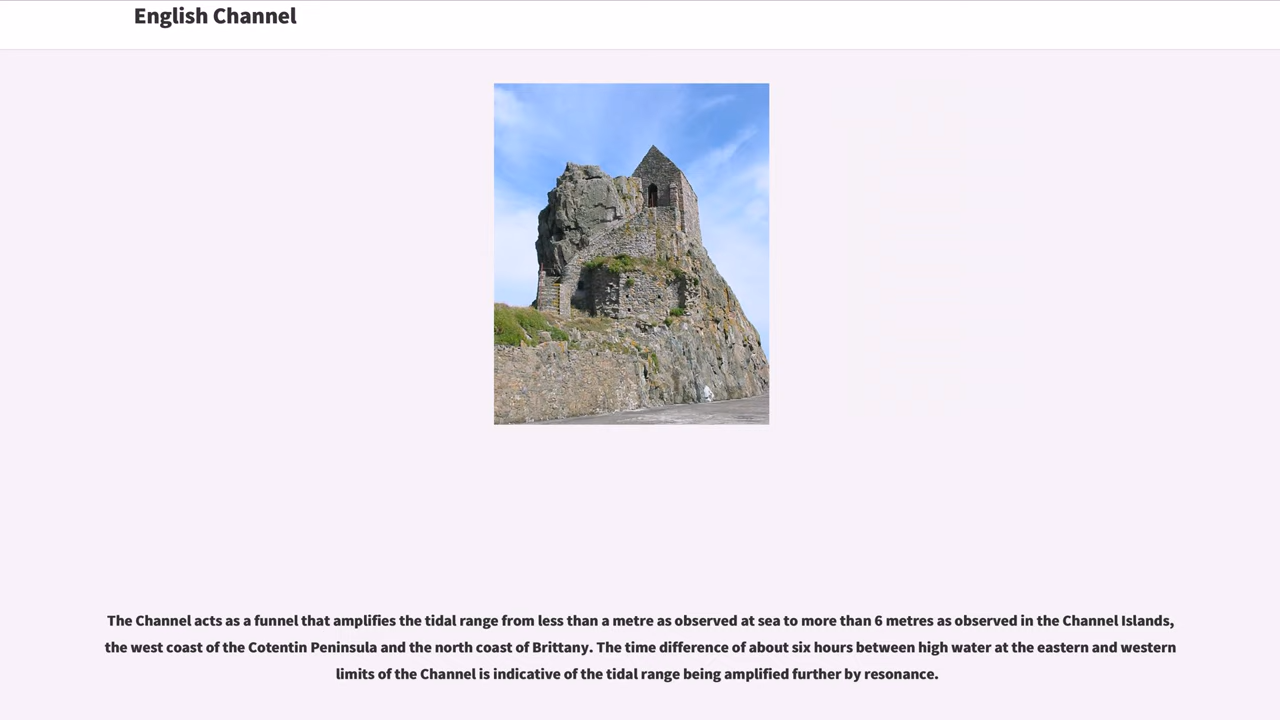 English Channel
The Channel acts as a funnel that amplifies the tidal range from less than a metre as observed at sea to more than 6 metres as observed in the Channel Islands,
the west coast of the Cotentin Peninsula and the north coast of Brittany. The time difference of about six hours between high water at the eastern and western
limits of the Channel is indicative of the tidal range being amplified further by resonance.